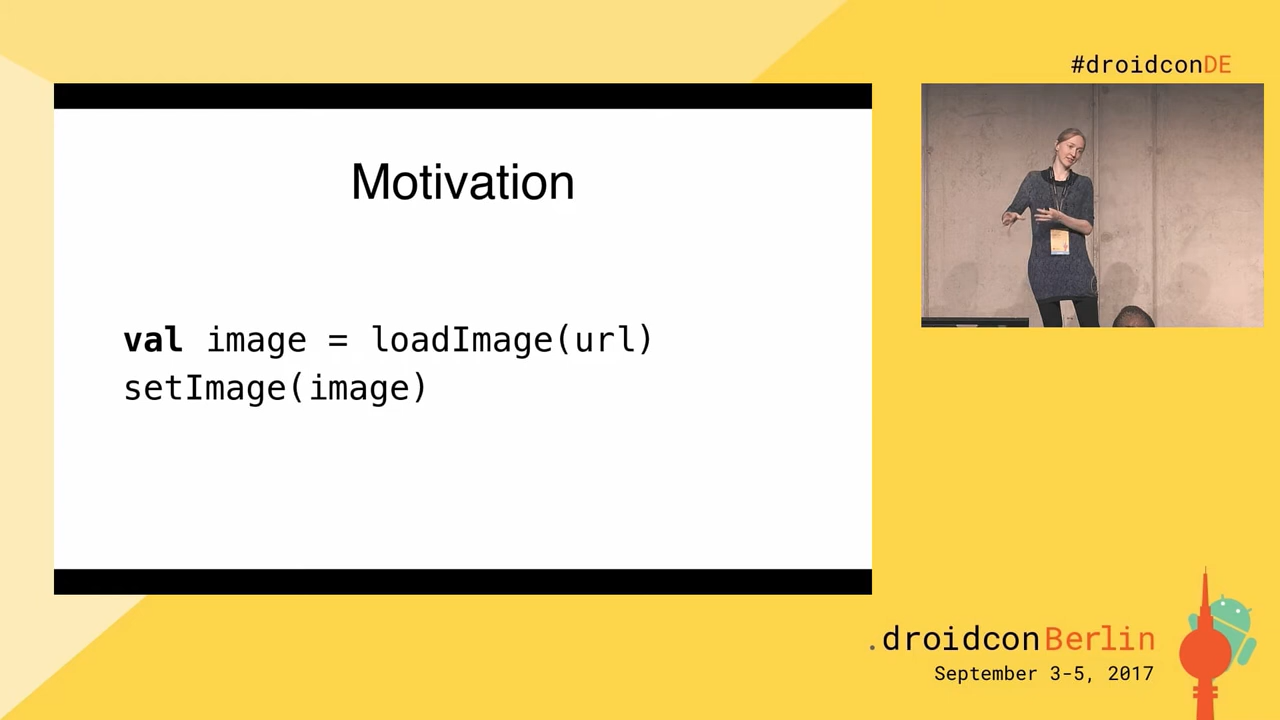 #droidconDE
Motivation
val image = loadImage(url)
setImage(image)
.droidconBerlin
September 3-5, 2017